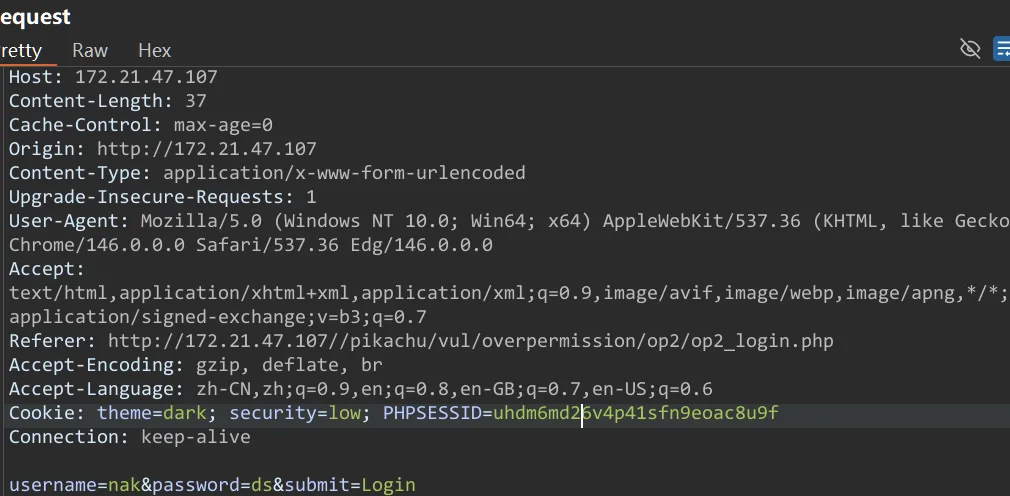 equest
retty Raw Hex
Host: 172.21.47.107
Content-Length: 37
Cache-Control: max-age=0
Origin: http://172.21.47.107
Content-Type: application/x-www-form-urlencoded
Upgrade-Insecure-Requests: 1
User-Agent: Mozilla/5.0 (Windows NT 10.0; Win64; x64) AppleWebKit/537.36 (KHTML, like Gecko
Chrome/146.0.0.0 Safari/537.36 Edg/146.0.0.0
Accept:
text/html,application/xhtml+xml,application/xml;q=0.9,image/avif,image/webp,image/apng,*/*;
application/signed-exchange;v=b3;q=0.7
Referer: http://172.21.47.107//pikachu/vul/overpermission/op2/op2_login.php
Accept-Encoding: gzip, deflate, br
Accept-Language: zh-CN,zh;q=0.9,en;q=0.8,en-GB;q=0.7,en-US;q=0.6
Cookie: theme=dark; security=low; PHPSESSID=uhdm6md26v4p41sfn9eoac8u9f
Connection: keep-alive
username=nak&password=ds&submit=Login